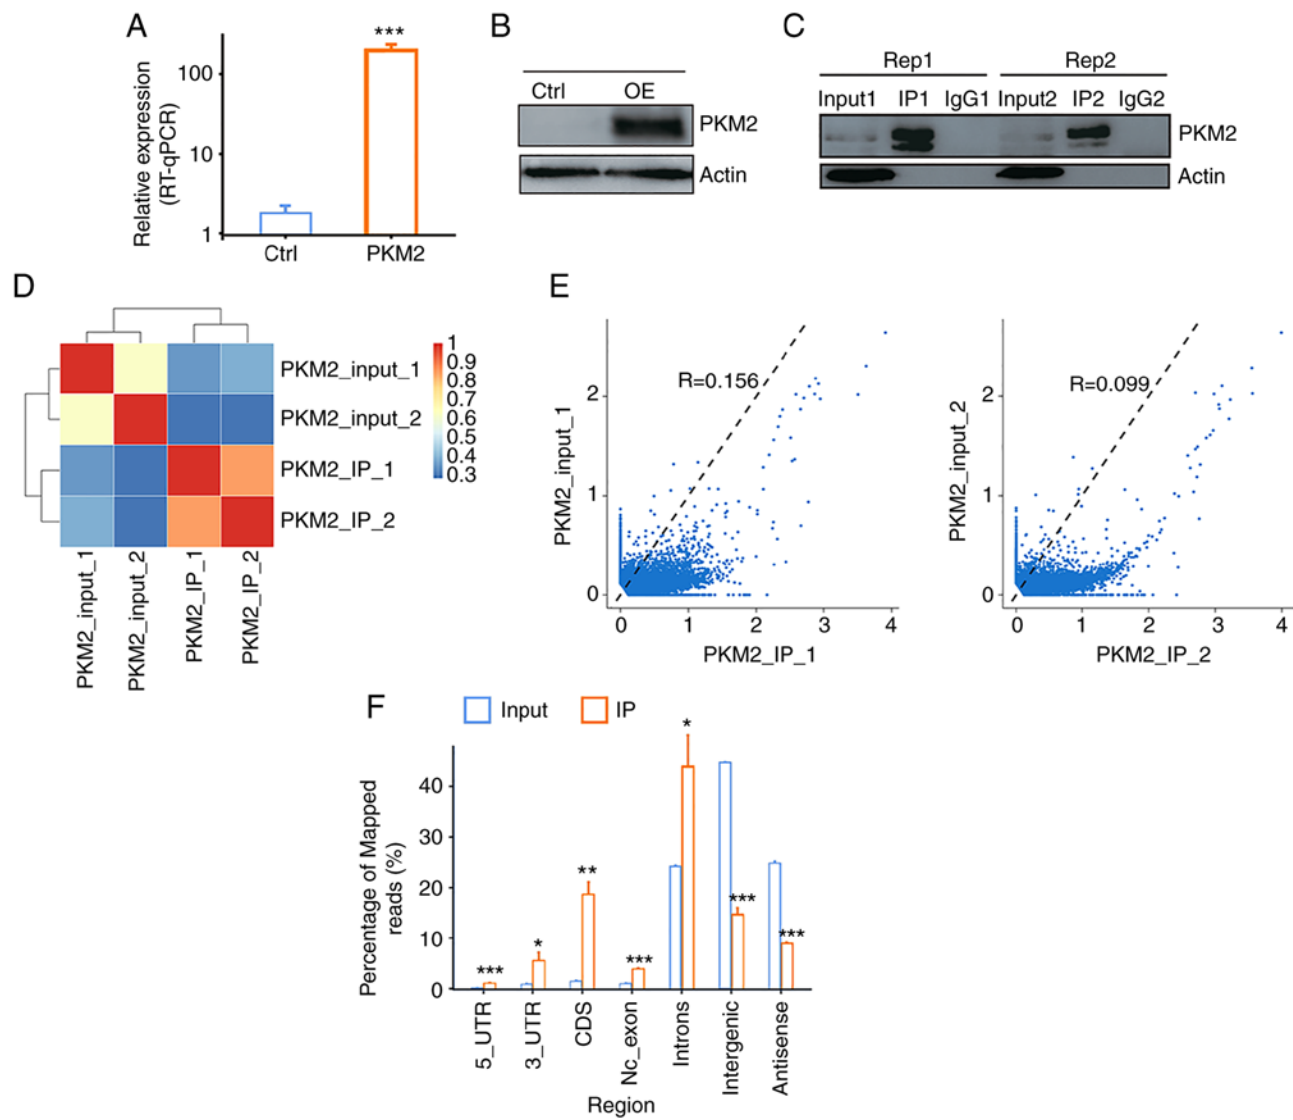 A
Relative expression
(RT-qPCR)
100
10
1
***
Ctrl
PKM2
B
Ctrl
OE
PKM2
Actin
C
Rep1
Rep2
Input1
IP1
IgG1
Input2
IP2
IgG2
PKM2
Actin
D
PKM2_input_1
PKM2_input_2
PKM2_IP_1
PKM2_IP_2
1
0.9
0.8
0.7
0.6
0.5
0.4
0.3
PKM2_input_1
PKM2_input_2
PKM2_IP_1
PKM2_IP_2
E
PKM2_input_1
2
1
0
R=0.156
0
1
2
3
4
PKM2_IP_1
PKM2_input_2
2
1
0
R=0.099
0
1
2
3
4
PKM2_IP_2
F
Input
IP
Percentage of Mapped
reads (%)
40
30
20
10
0
***
*
**
***
*
***
***
5_UTR
3_UTR
CDS
Nc_exon
Introns
Intergenic
Antisense
Region